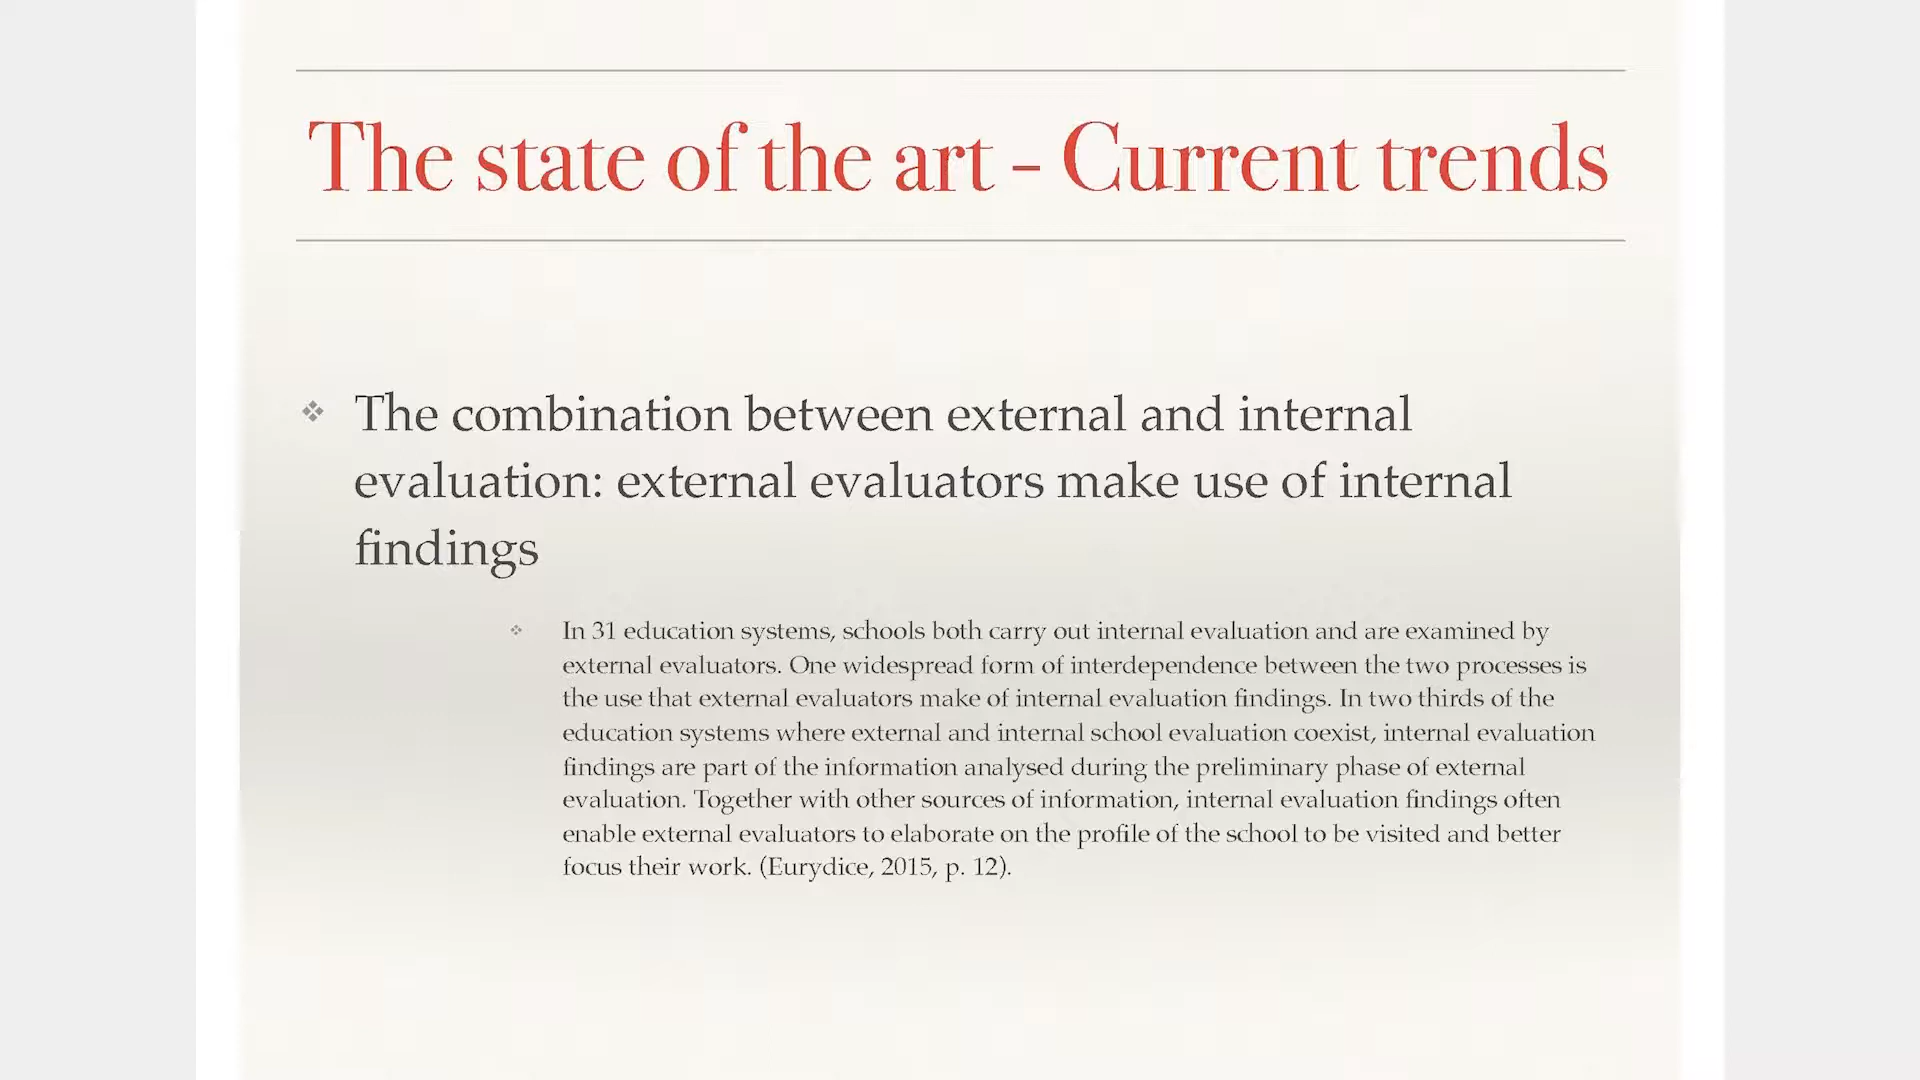 The state of the art - Current trends
❖ The combination between external and internal
evaluation: external evaluators make use of internal
findings
❖ In 31 education systems, schools both carry out internal evaluation and are examined by
external evaluators. One widespread form of interdependence between the two processes is
the use that external evaluators make of internal evaluation findings. In two thirds of the
education systems where external and internal school evaluation coexist, internal evaluation
findings are part of the information analysed during the preliminary phase of external
evaluation. Together with other sources of information, internal evaluation findings often
enable external evaluators to elaborate on the profile of the school to be visited and better
focus their work. (Eurydice, 2015, p. 12).